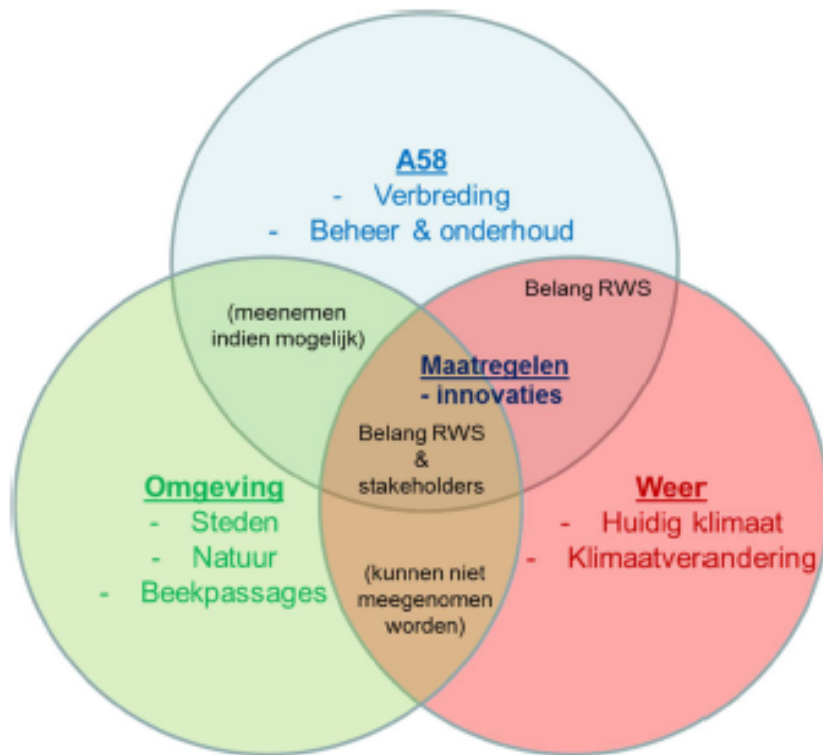 A58
- Verbreding
- Beheer & onderhoud
Belang RWS
(meenemen
indien mogelijk)
Maatregelen
- innovaties
Belang RWS
&
stakeholders
Omgeving
- Steden
- Natuur
- Beekpassages
Weer
- Huidig klimaat
- Klimaatverandering
(kunnen niet
meegenomen
worden)